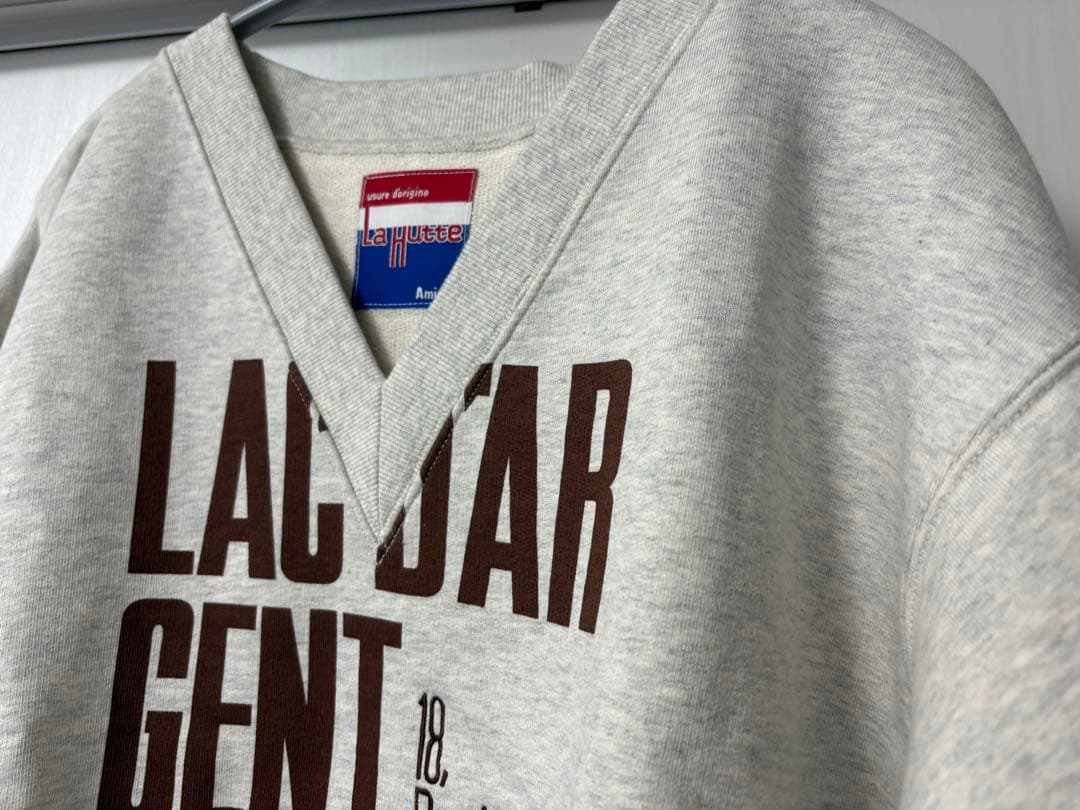 usure d'origine
La Hutte
LAC DAR
GENT
18,